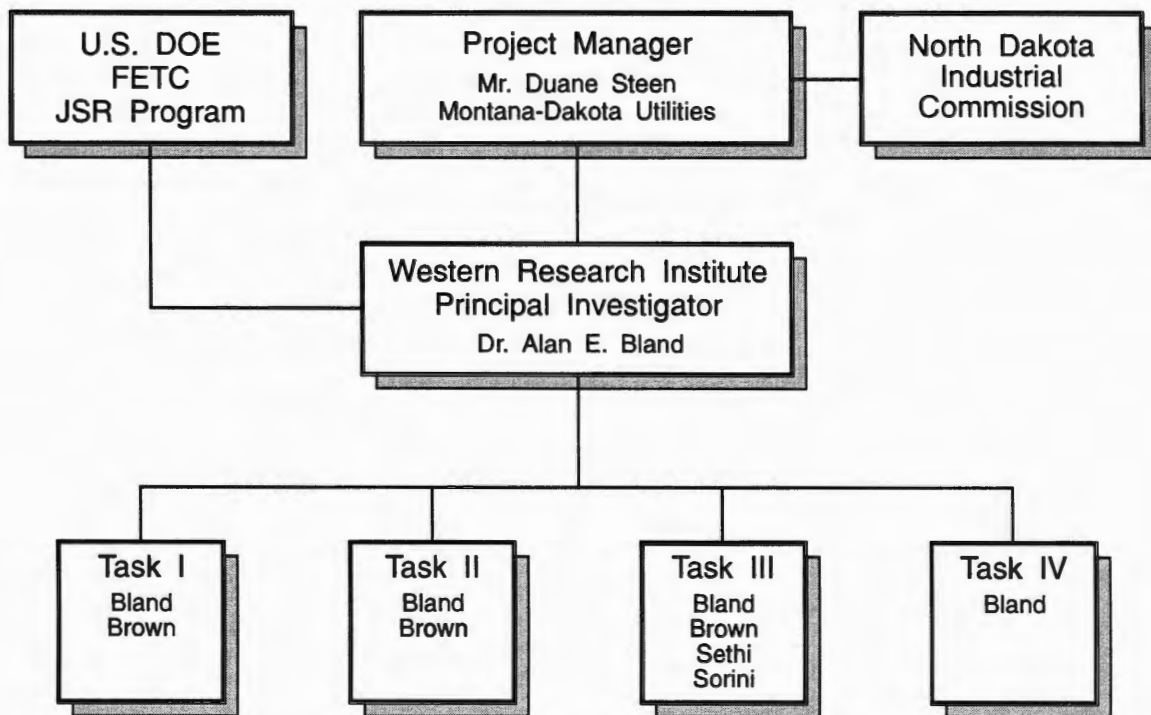 U.S. DOE
FETC
JSR Program
Project Manager
Mr. Duane Steen
Montana-Dakota Utilities
North Dakota
Industrial
Commission
Western Research Institute
Principal Investigator
Dr. Alan E. Bland
Task I
Bland
Brown
Task II
Bland
Brown
Task III
Bland
Brown
Sethi
Sorini
Task IV
Bland